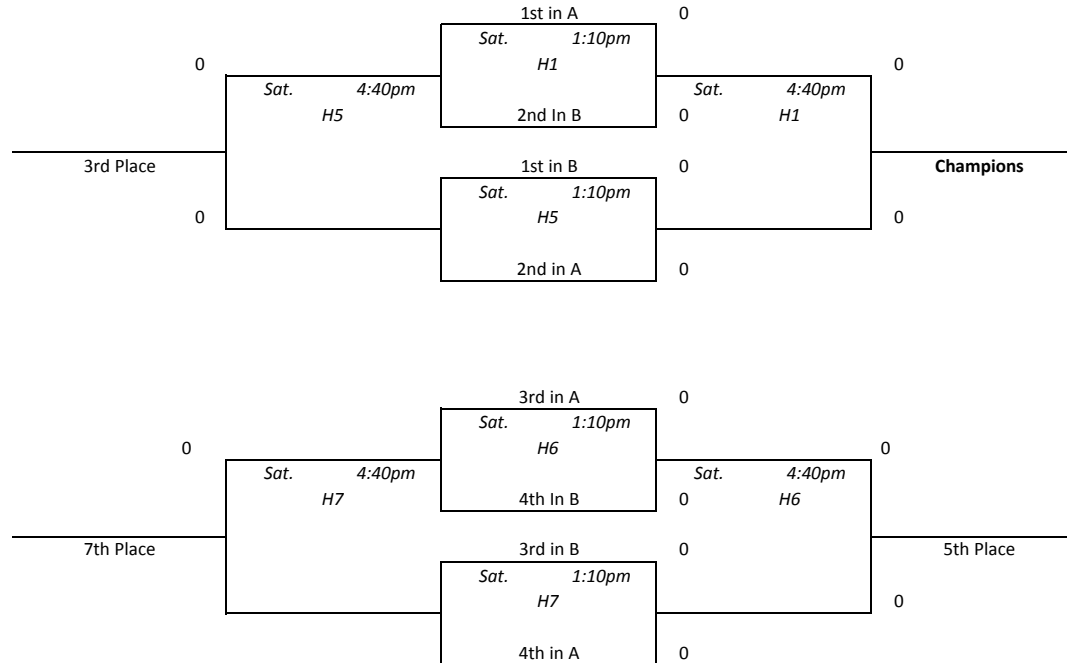 1st in A 0
Sat. 1:10pm
0 H1 0
Sat. 4:40pm Sat. 4:40pm
H5 2nd In B 0 H1
3rd Place 1st in B 0 Champions
Sat. 1:10pm
0 H5 0
2nd in A 0
3rd in A 0
Sat. 1:10pm
0 H6 0
Sat. 4:40pm Sat. 4:40pm
H7 4th In B 0 H6
7th Place 3rd in B 0 5th Place
Sat. 1:10pm
H7 0
4th in A 0